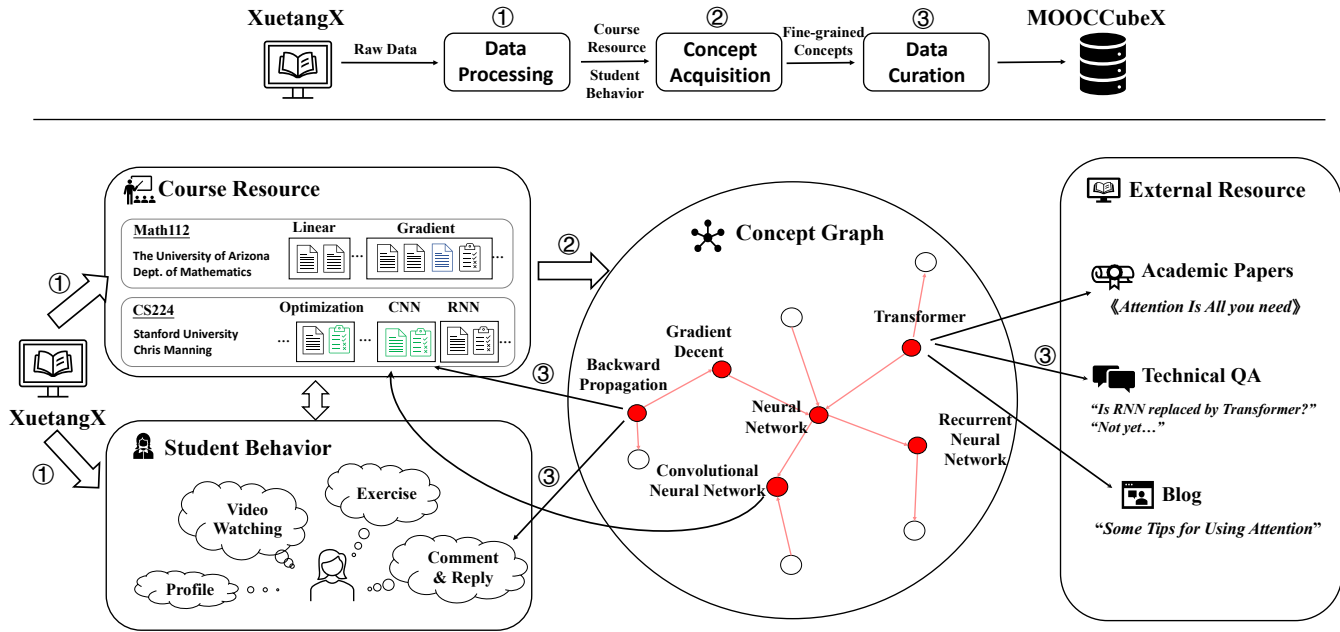 XuetangX
Raw Data
①
Data
Processing
Course
Resource
Student
Behavior
②
Concept
Acquisition
Fine-grained
Concepts
③
Data
Curation
MOOCCubeX
Course Resource
Math112
The University of Arizona
Dept. of Mathematics
Linear
Gradient
...
...
CS224
Stanford University
Chris Manning
Optimization
CNN
RNN
...
...
...
①
XuetangX
①
②
Student Behavior
Profile
Video
Watching
Exercise
Comment
& Reply
③
③
Concept Graph
Backward
Propagation
Gradient
Decent
Transformer
Neural
Network
Recurrent
Neural
Network
Convolutional
Neural Network
External Resource
Academic Papers
《Attention Is All you need》
③
Technical QA
“Is RNN replaced by Transformer?”
“Not yet…”
Blog
“Some Tips for Using Attention”